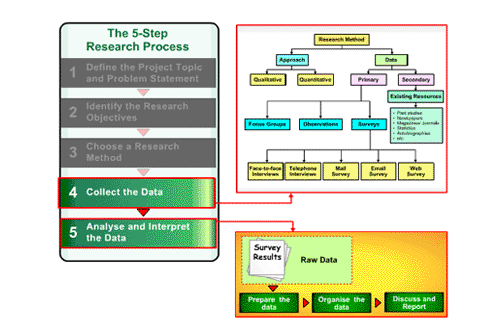 The 5-Step
Research Process
1 Define the Project Topic
and Problem Statement
2 Identify the Research
Objectives
3 Choose a Research
Method
4 Collect the Data
5 Analyse and Interpret
the Data
Research Method
Approach
Data
Qualitative
Quantitative
Primary
Secondary
Existing Resources
• Past studies
• Newspapers
• Magazines/ Journals
• Statistics
• Autobiographies
• etc
Focus Groups
Observations
Surveys
Face-to-face
Interviews
Telephone
Interviews
Mail
Survey
Email
Survey
Web
Survey
Survey
Results
Raw Data
Prepare the
data
Organise the
data
Discuss and
Report